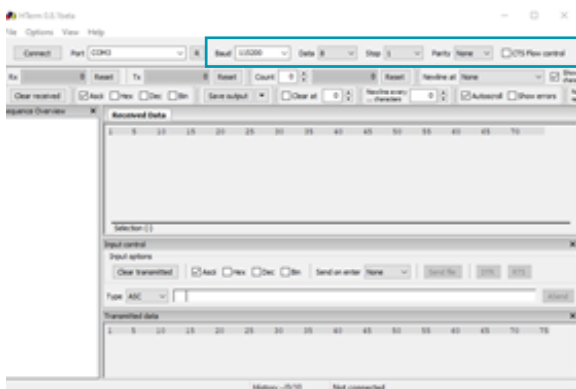 HTerm 0.8.1beta
File Options View Help
Connect Port COM3 R Baud 115200 Data 8 Stop 1 Parity None CTS Flow control
Rx 0 Reset Tx 0 Reset Count 0 0 Reset Newline at None Show
Clear received Ascii Hex Dec Bin Save output Clear at 0 Newline every ... characters 0 Autoscroll Show errors
Sequence Overview
Received Data
1 5 10 15 20 25 30 35 40 45 50 55 60 65 70
Selection (-)
Input control
Input options
Clear transmitted Ascii Hex Dec Bin Send on enter None Send file DTR RTS
Type ASC ASend
Transmitted data
1 5 10 15 20 25 30 35 40 45 50 55 60 65 70 75
History -/0/10 Not connected